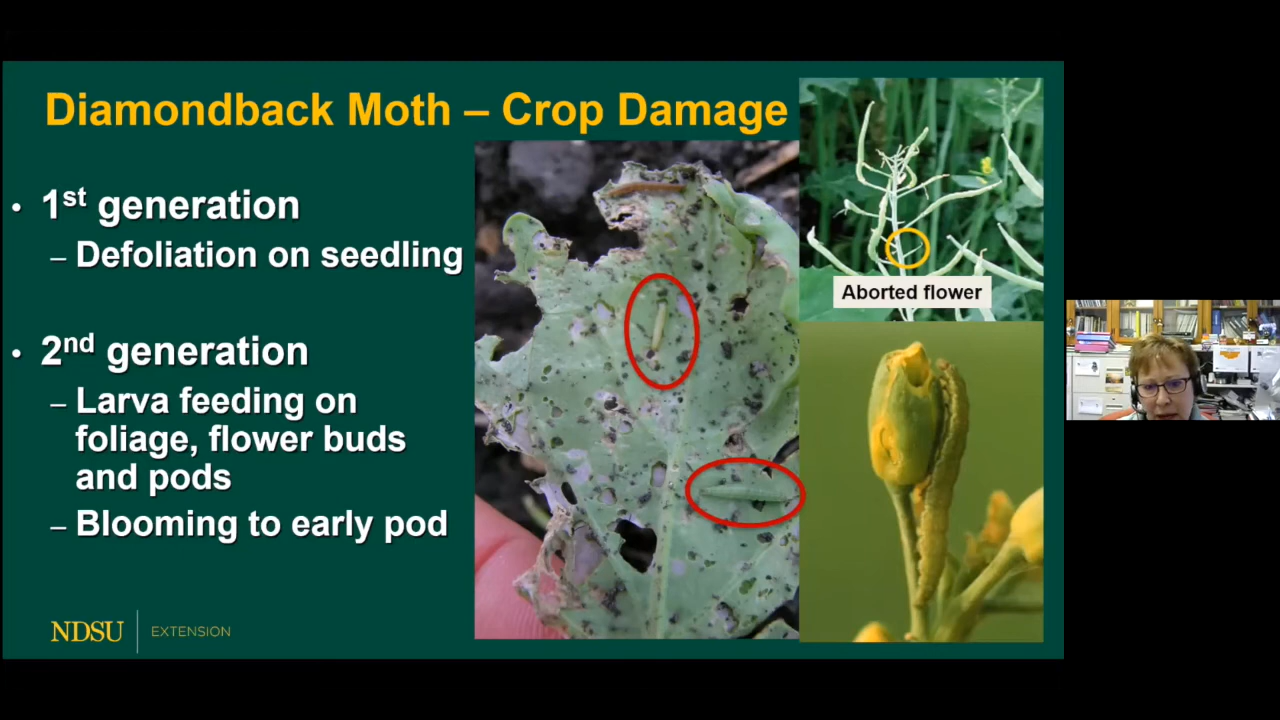 Diamondback Moth – Crop Damage
• 1st generation
– Defoliation on seedling
• 2nd generation
– Larva feeding on
foliage, flower buds
and pods
– Blooming to early pod
Aborted flower
NDSU EXTENSION